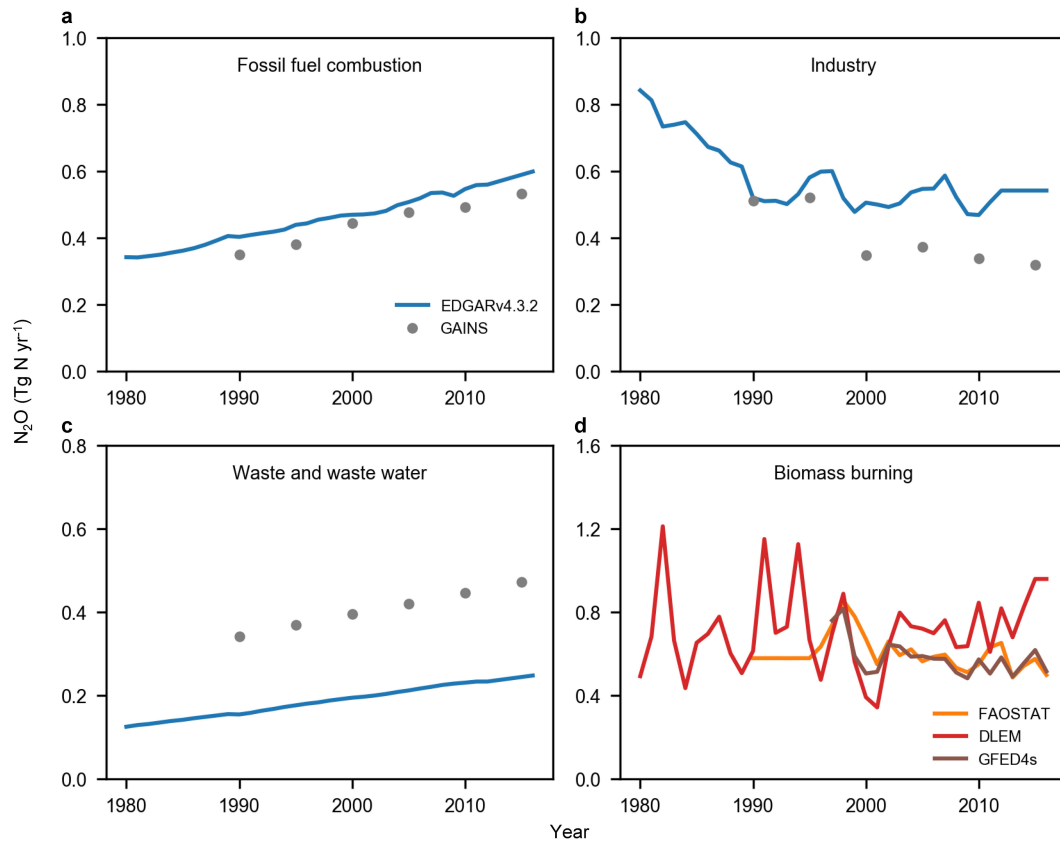 a
Fossil fuel combustion
1.0
0.8
0.6
0.4
0.2
0.0
1980 1990 2000 2010
EDGARv4.3.2
GAINS
b
Industry
1.0
0.8
0.6
0.4
0.2
0.0
1980 1990 2000 2010
N₂O (Tg N yr⁻¹)
c
Waste and waste water
0.8
0.6
0.4
0.2
0.0
1980 1990 2000 2010
d
Biomass burning
1.6
1.2
0.8
0.4
0.0
1980 1990 2000 2010
FAOSTAT
DLEM
GFED4s
Year